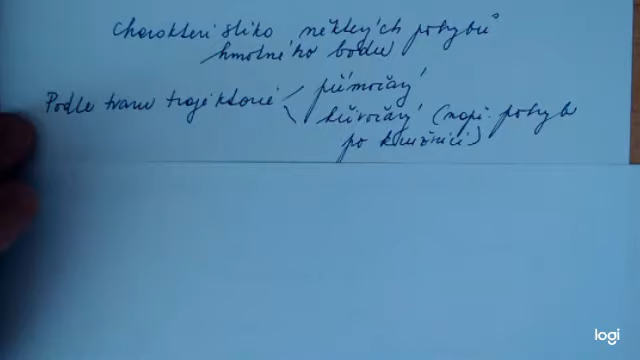 Charakteristika některých pohybů
hmotného bodu
Podle tvaru trajektorie
přímočarý
křivočarý (např. pohyb
po kružnici)
logi